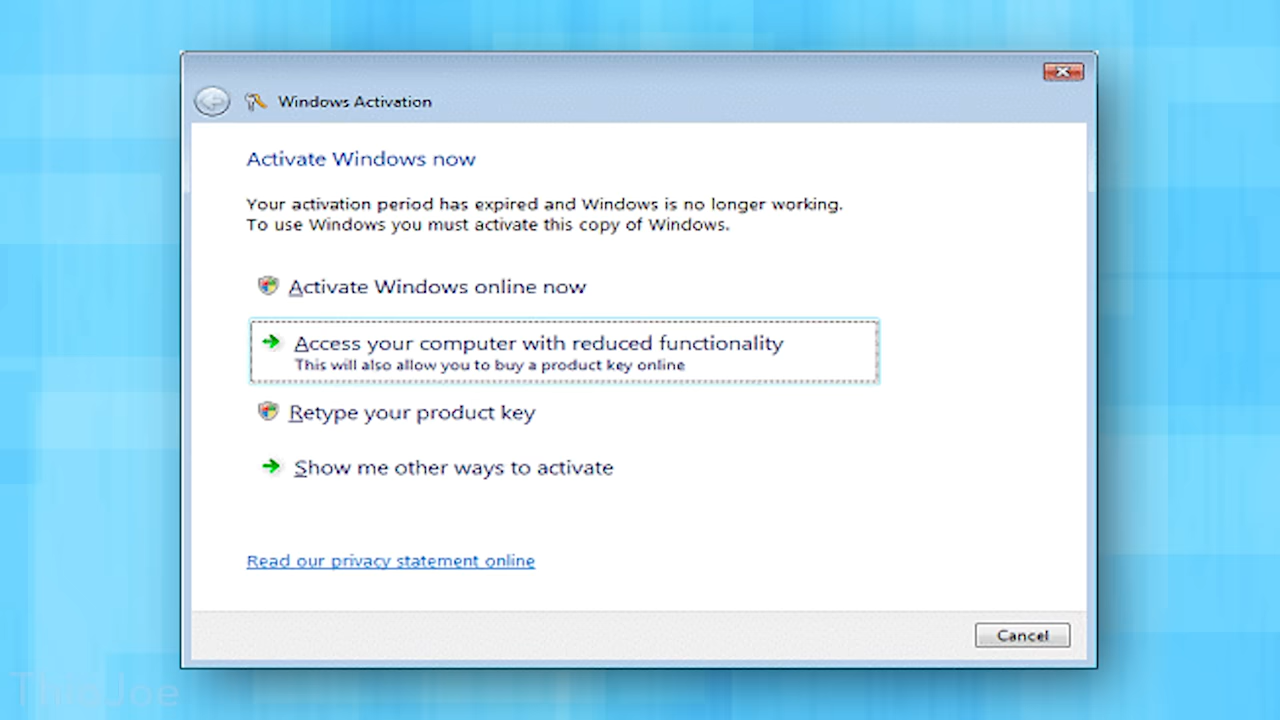 Windows Activation
Activate Windows now
Your activation period has expired and Windows is no longer working.
To use Windows you must activate this copy of Windows.
Activate Windows online now
Access your computer with reduced functionality
This will also allow you to buy a product key online
Retype your product key
Show me other ways to activate
Read our privacy statement online
Cancel
ThioJoe